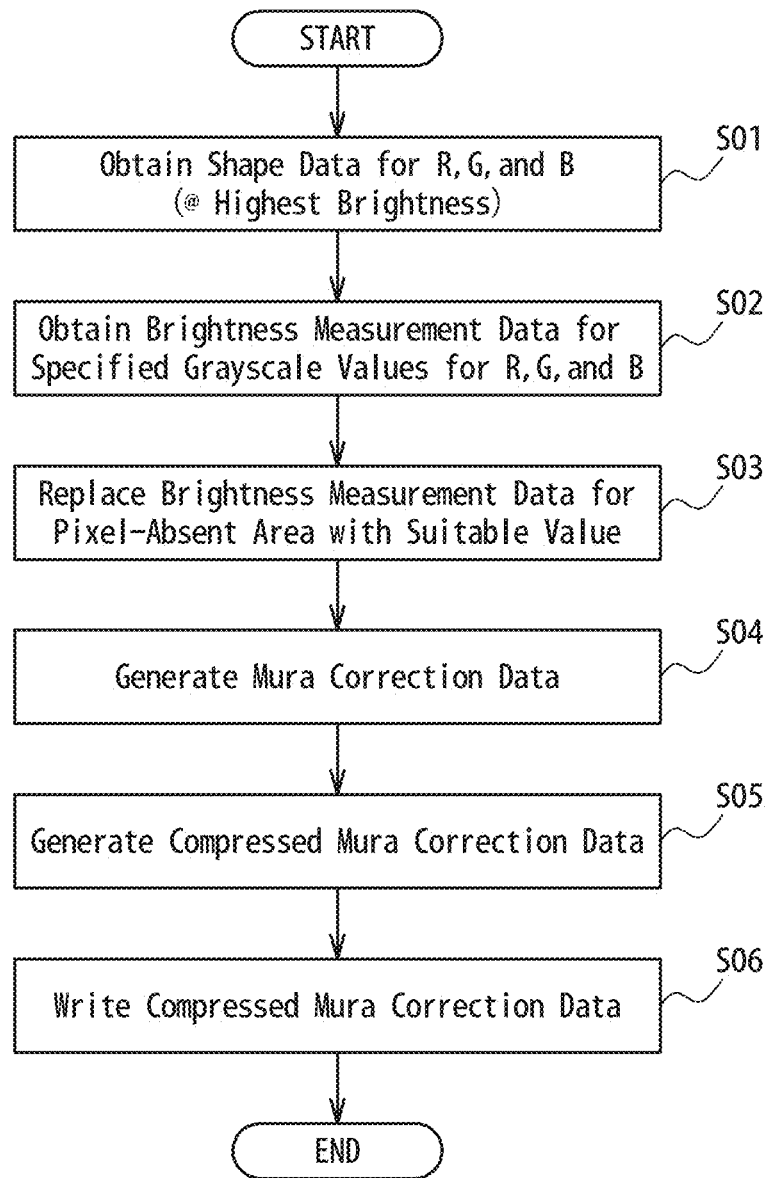 START
S01
Obtain Shape Data for R,G,and B
(@ Highest Brightness)
S02
Obtain Brightness Measurement Data for
Specified Grayscale Values for R,G,and B
S03
Replace Brightness Measurement Data for
Pixel-Absent Area with Suitable Value
S04
Generate Mura Correction Data
S05
Generate Compressed Mura Correction Data
S06
Write Compressed Mura Correction Data
END